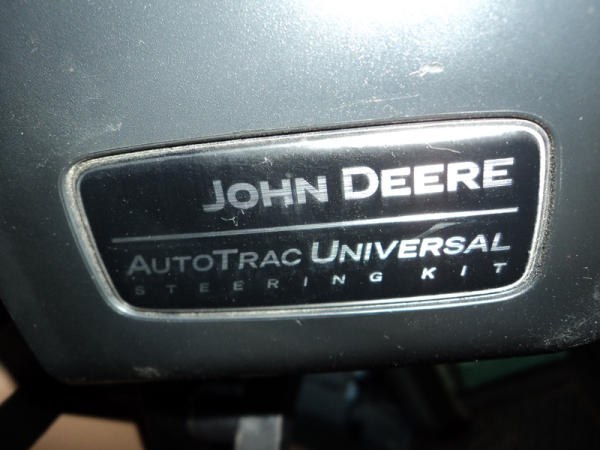 JOHN DEERE
AUTOTRAC UNIVERSAL
STEERING KIT